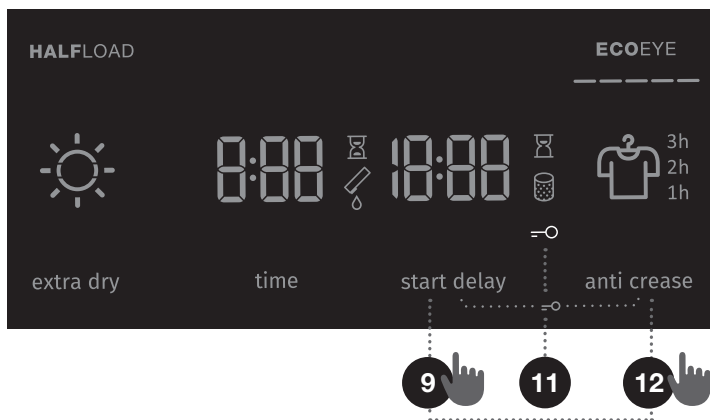 HALFLOAD
ECOEYE
8:88
18:88
3h
2h
1h
extra dry
time
start delay
anti crease
9
11
12